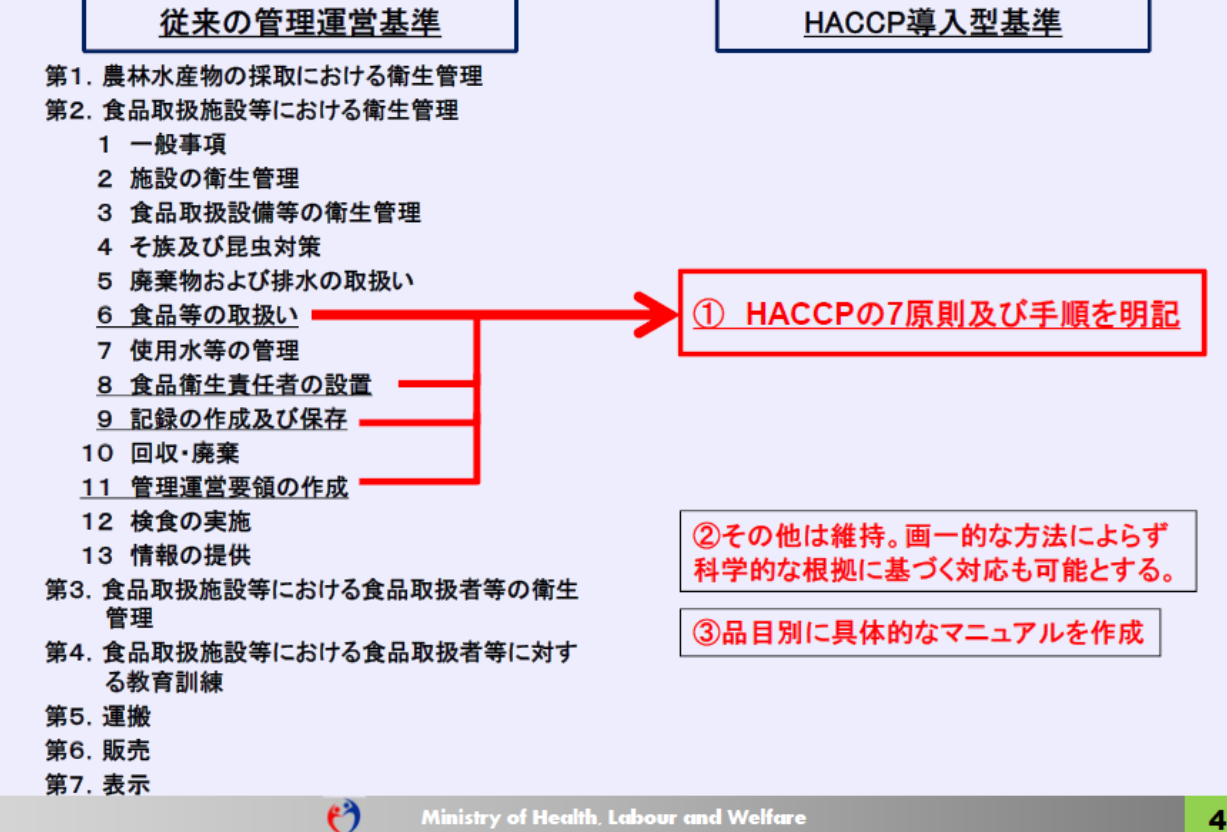 従来の管理運営基準
HACCP導入型基準
第1．農林水産物の採取における衛生管理
第2．食品取扱施設等における衛生管理
1　一般事項
2　施設の衛生管理
3　食品取扱設備等の衛生管理
4　そ族及び昆虫対策
5　廃棄物および排水の取扱い
6　食品等の取扱い
7　使用水等の管理
8　食品衛生責任者の設置
9　記録の作成及び保存
10　回収・廃棄
11　管理運営要領の作成
12　検食の実施
13　情報の提供
第3．食品取扱施設等における食品取扱者等の衛生
管理
第4．食品取扱施設等における食品取扱者等に対す
る教育訓練
第5．運搬
第6．販売
第7．表示
①　HACCPの7原則及び手順を明記
②その他は維持。画一的な方法によらず
科学的な根拠に基づく対応も可能とする。
③品目別に具体的なマニュアルを作成
Ministry of Health, Labour and Welfare
4